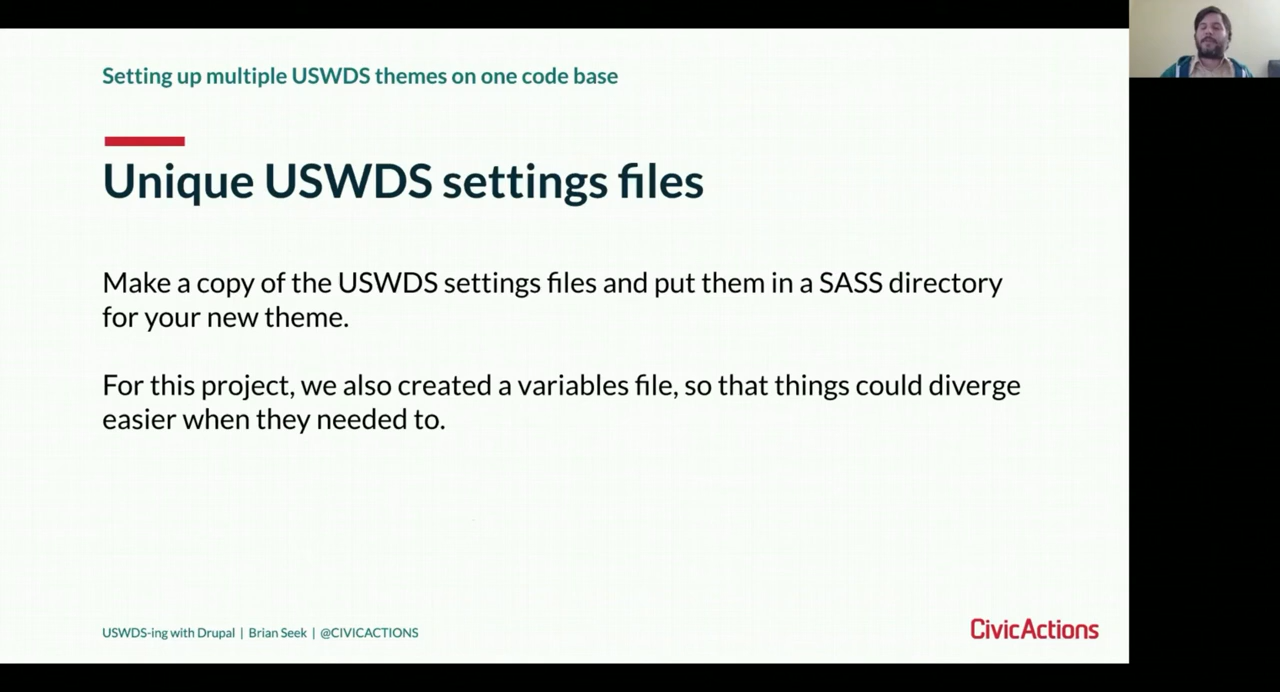 Setting up multiple USWDS themes on one code base
Unique USWDS settings files
Make a copy of the USWDS settings files and put them in a SASS directory
for your new theme.
For this project, we also created a variables file, so that things could diverge
easier when they needed to.
USWDS-ing with Drupal | Brian Seek | @CIVICACTIONS
CivicActions